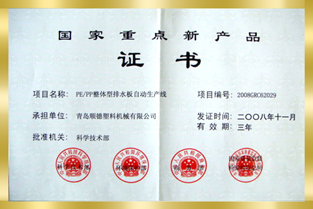 国家重点新产品
证书
项目名称： PE/PP整体型排水板自动生产线
项目编号： 2008GRC62029
承担单位： 青岛顺德塑料机械有限公司
发证时间： 二〇〇八年十一月
有效期： 三年
批准机关： 科学技术部